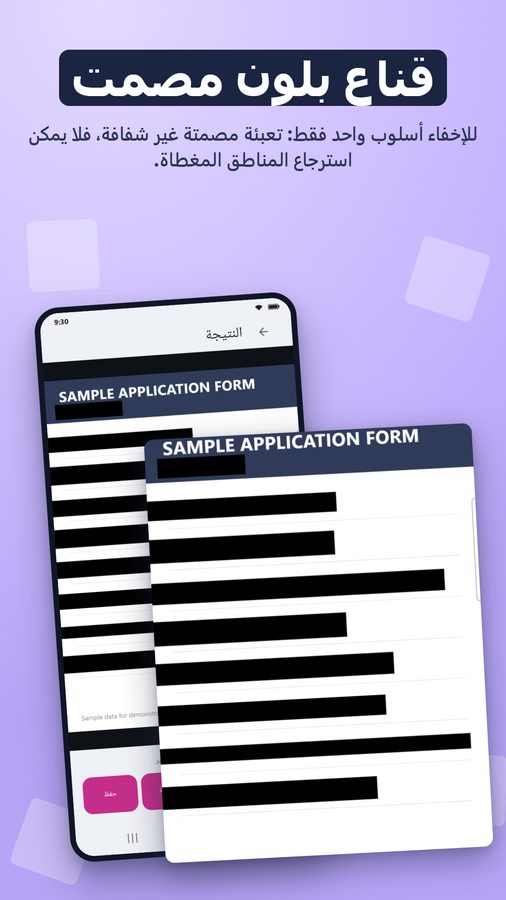 قناع بلون مصمت
للإخفاء أسلوب واحد فقط: تعبئة مصمتة غير شفافة، فلا يمكن
استرجاع المناطق المغطاة.
9:30
النتيجة
SAMPLE APPLICATION FORM
SAMPLE APPLICATION FORM
Sample data for
حفظ